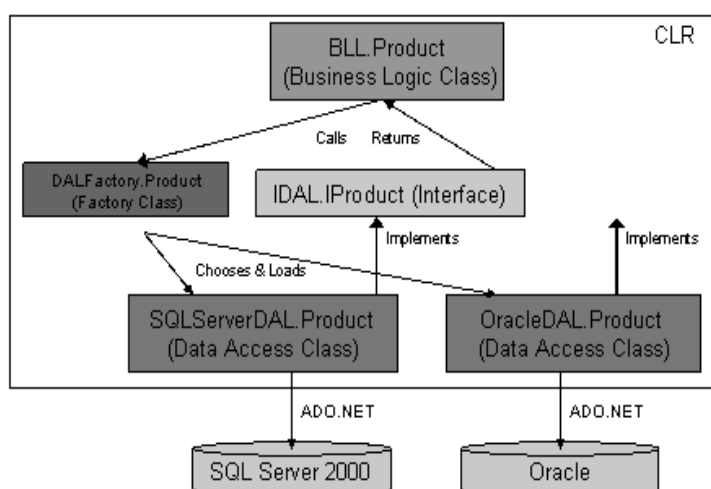 CLR
BLL.Product
(Business Logic Class)
Calls
Returns
DALFactory.Product
(Factory Class)
IDAL.IProduct (Interface)
Implements
Implements
Chooses & Loads
SQLServerDAL.Product
(Data Access Class)
OracleDAL.Product
(Data Access Class)
ADO.NET
ADO.NET
SQL Server 2000
Oracle